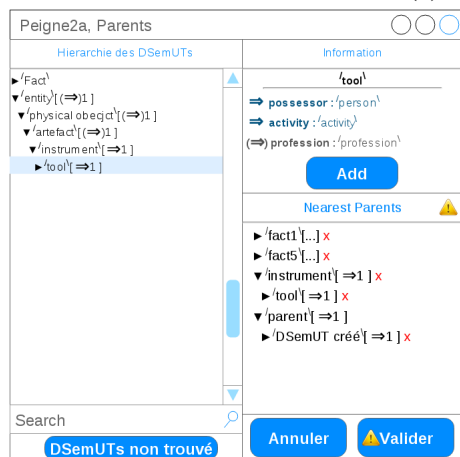 Peigne2a, Parents
Hierarchie des DSemUTs
▶/Fact\
▼/entity\[(⇒)1 ]
▼/physical obecjct\[(⇒)1 ]
▼/artefact\[(⇒)1 ]
▼/instrument\[⇒1 ]
▶/tool\[⇒1 ]
Search
DSemUTs non trouvé
Information
/tool\
⇒ possessor : /person\
⇒ activity : /activity\
(⇒) profession : /profession\
Add
Nearest Parents
▶/fact1\[...] x
▶/fact5\[...] x
▼/instrument\[⇒1 ] x
▶/tool\[⇒1 ] x
▼/parent\[⇒1 ]
▶/DSemUT créé\[⇒1 ] x
Annuler
Valider